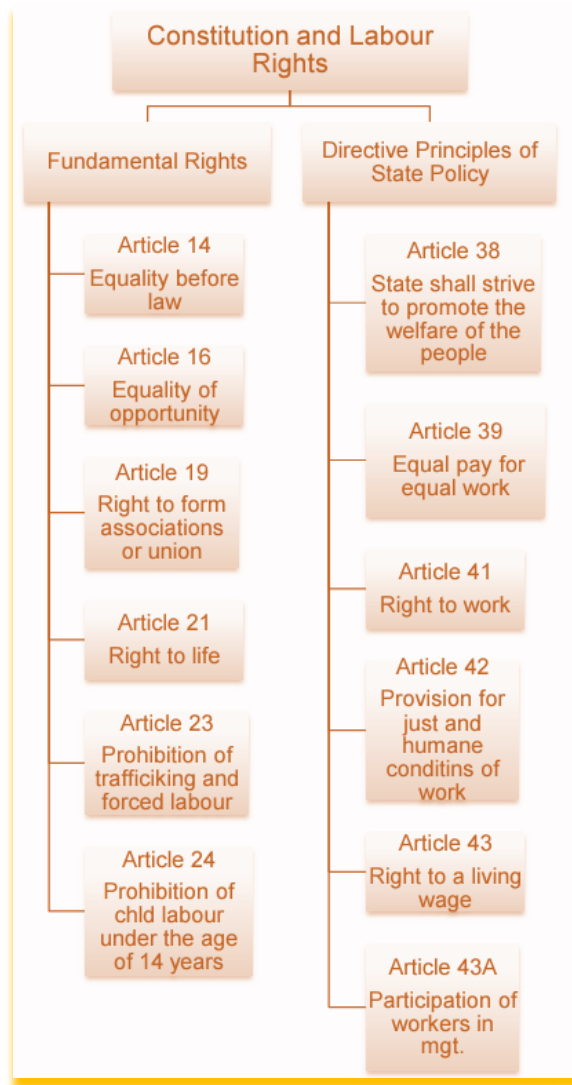 Constitution and Labour
Rights
Fundamental Rights
Article 14
Equality before
law
Article 16
Equality of
opportunity
Article 19
Right to form
associations
or union
Article 21
Right to life
Article 23
Prohibition of
trafficiking and
forced labour
Article 24
Prohibition of
chld labour
under the age
of 14 years
Directive Principles of
State Policy
Article 38
State shall strive
to promote the
welfare of the
people
Article 39
Equal pay for
equal work
Article 41
Right to work
Article 42
Provision for
just and
humane
conditins of
work
Article 43
Right to a living
wage
Article 43A
Participation of
workers in
mgt.